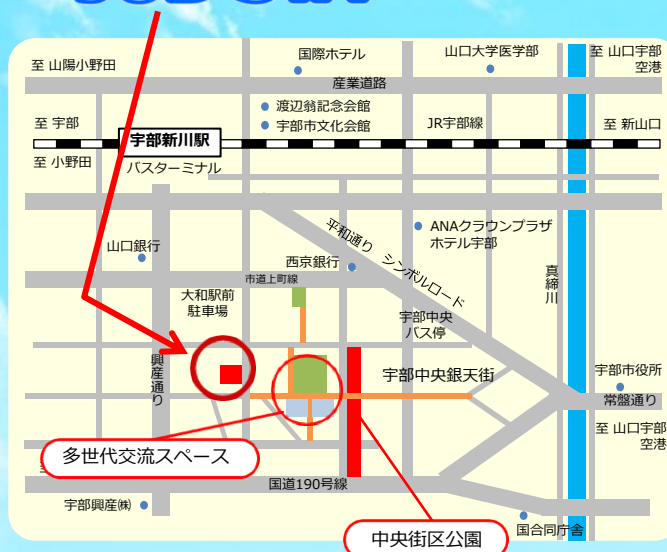 国際ホテル
山口大学医学部
至 山口宇部
空港
至 山陽小野田
産業道路
渡辺翁記念会館
宇部市文化会館
至 宇部
宇部新川駅
JR宇部線
至 新山口
至 小野田
バスターミナル
平和通り
シンボルロード
ANAクラウンプラザ
ホテル宇部
山口銀行
西京銀行
市道上町線
真締川
大和駅前
駐車場
宇部中央
バス停
興産通り
宇部中央銀天街
宇部市役所
常盤通り
至 山口宇部
空港
多世代交流スペース
国道190号線
宇部興産㈱
中央街区公園
国合同庁舎